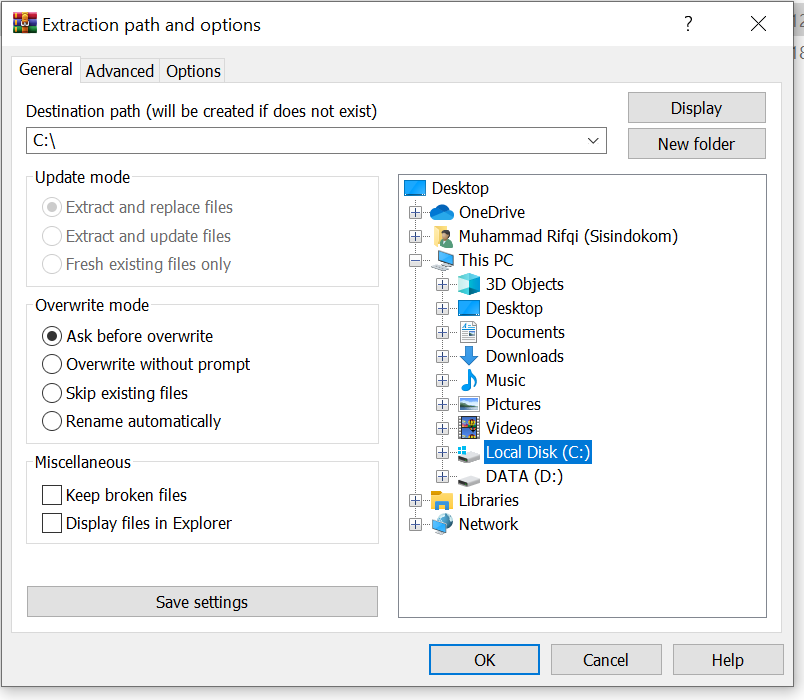 Extraction path and options
?
General
Advanced
Options
Destination path (will be created if does not exist)
C:\
Display
New folder
Update mode
Extract and replace files
Extract and update files
Fresh existing files only
Overwrite mode
Ask before overwrite
Overwrite without prompt
Skip existing files
Rename automatically
Miscellaneous
Keep broken files
Display files in Explorer
Save settings
Desktop
OneDrive
Muhammad Rifqi (Sisindokom)
This PC
3D Objects
Desktop
Documents
Downloads
Music
Pictures
Videos
Local Disk (C:)
DATA (D:)
Libraries
Network
OK
Cancel
Help